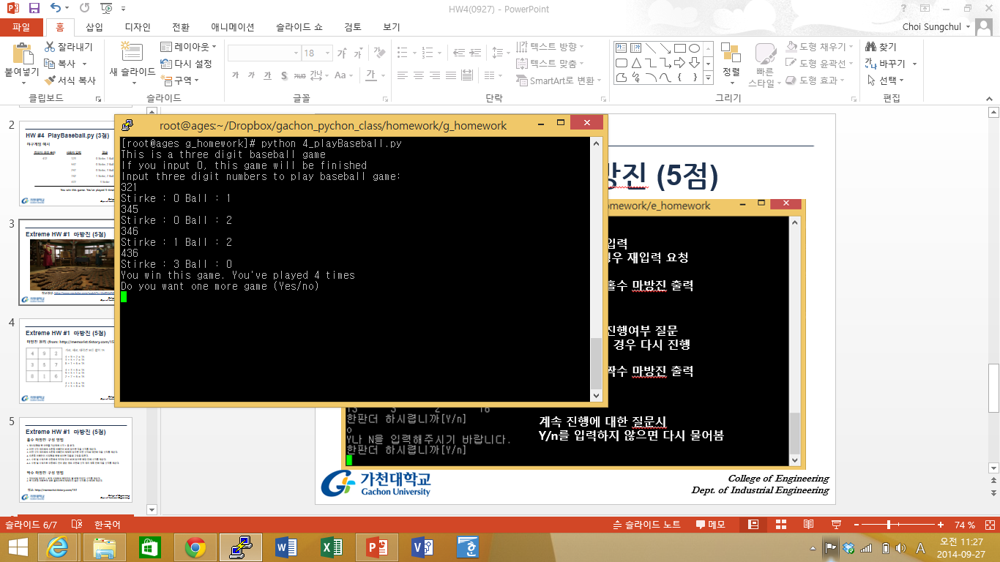 HW4(0927) - PowerPoint
파일 홈 삽입 디자인 전환 애니메이션 슬라이드 쇼 검토 보기 Choi Sungchul
붙여넣기
잘라내기
복사
서식 복사
클립보드
새 슬라이드
레이아웃
다시 설정
구역
슬라이드
18
글꼴
텍스트 방향
텍스트 맞춤
SmartArt로 변환
단락
정렬
빠른 스타일
도형 채우기
도형 윤곽선
도형 효과
그리기
찾기
바꾸기
선택
편집
2
HW #4 PlayBaseball.py (3점)
3
Extreme HW #1 마방진 (5점)
4
Extreme HW #1 마방진 (5점)
4 9 2
3 5 7
8 1 6
5
Extreme HW #1 마방진 (5점)
홀수 마방진 구성 방법
짝수 마방진 구성 방법
root@ages:~/Dropbox/gachon_pychon_class/homework/g_homework
[root@ages g_homework]# python 4_playBaseball.py
This is a three digit baseball game
If you input 0, this game will be finished
Input three digit numbers to play baseball game:
321
Stirke : 0 Ball : 1
345
Stirke : 0 Ball : 2
346
Stirke : 1 Ball : 2
436
Stirke : 3 Ball : 0
You win this game. You've played 4 times
Do you want one more game (Yes/no)
방진 (5점)
omework/e_homework
입력
우 재입력 요청
홀수 마방진 출력
진행여부 질문
경우 다시 진행
짝수 마방진 출력
한판더 하시렵니까[Y/n]
o
Y나 N을 입력해주시기 바랍니다.
한판더 하시렵니까[Y/n]
계속 진행에 대한 질문시
Y/n를 입력하지 않으면 다시 물어봄
가천대학교
Gachon University
College of Engineering
Dept. of Industrial Engineering
슬라이드 6/7 한국어 슬라이드 노트 메모 74 %
A 오전 11:27
2014-09-27